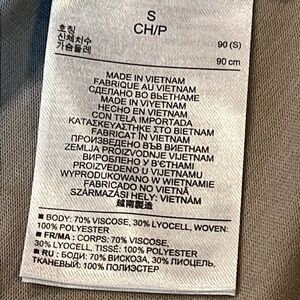 S
CH/P
호칭
신체치수 90 (S)
가슴둘레 90 cm
MADE IN VIETNAM
FABRIQUÉ AU VIETNAM
СДЕЛАНО ВО ВЬЕТНАМЕ
MADE IN VIYETNAM
HECHO EN VIETNAM
CON TELA IMPORTADA
ΚΑΤΑΣΚΕΥΑΣΤΗΚΕ ΣΤΟ ΒΙΕΤΝΑΜ
FABRICAT ÎN VIETNAM
ПРОИЗВЕДЕНО ВЪВ ВИЕТНАМ
ZEMLJA PROIZVODNJE VIJETNAM
ВИРОБЛЕНО У В'ЄТНАМІ
PROIZVEDENO U VIJETNAMU
WYPRODUKOWANO W WIETNAMIE
FABRICADO NO VIETNÃ
SZÁRMAZÁSI HELY: VIETNAM
越南製造
BODY: 70% VISCOSE, 30% LYOCELL, WOVEN:
100% POLYESTER
FR/MA: CORPS: 70% VISCOSE,
30% LYOCELL, TISSÉ: 100% POLYESTER
RU: БОДИ: 70% ВИСКОЗА, 30% ЛИОЦЕЛЬ,
ТКАНЕВЫЙ: 100% ПОЛИЭСТЕР